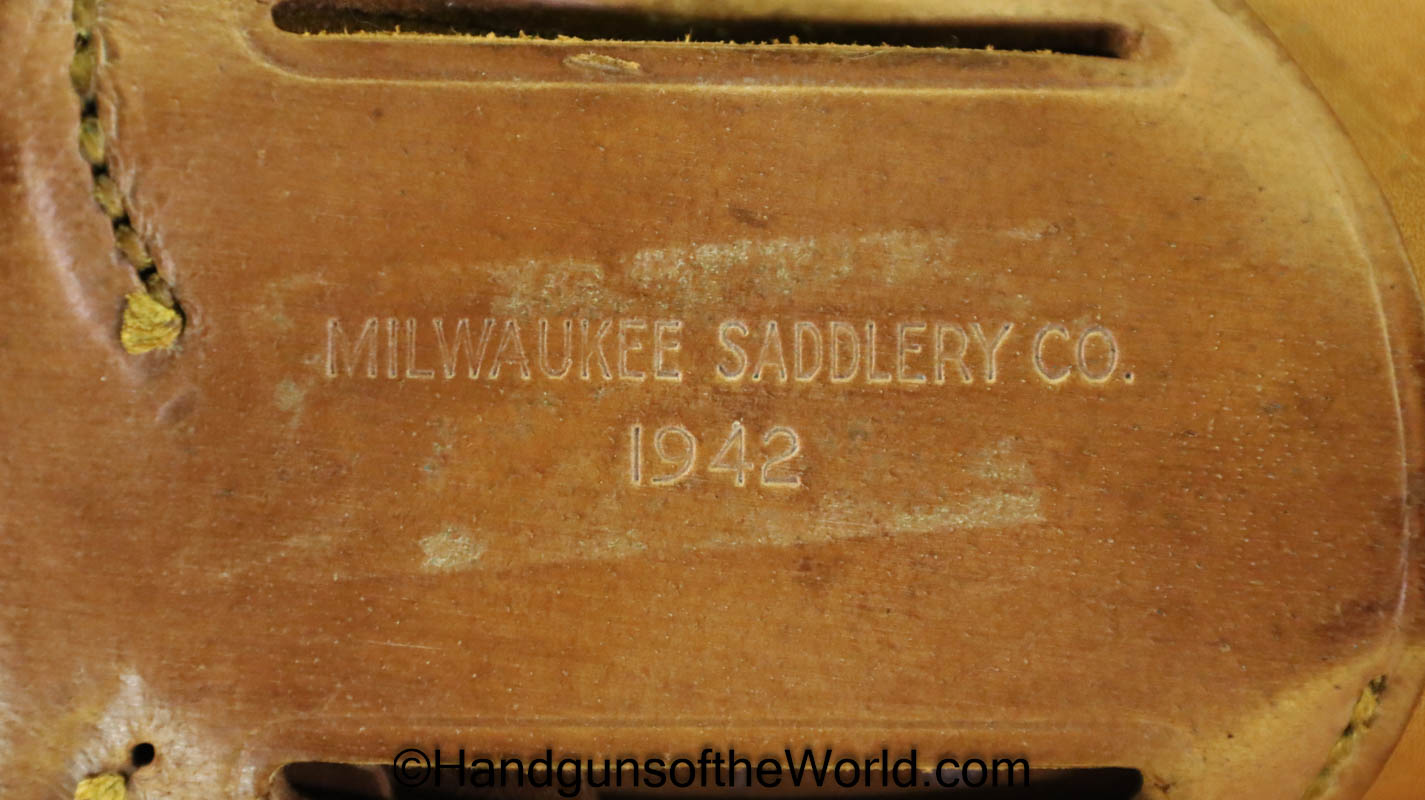 MILWAUKEE SADDLERY CO.
1942
©HandgunsoftheWorld.com